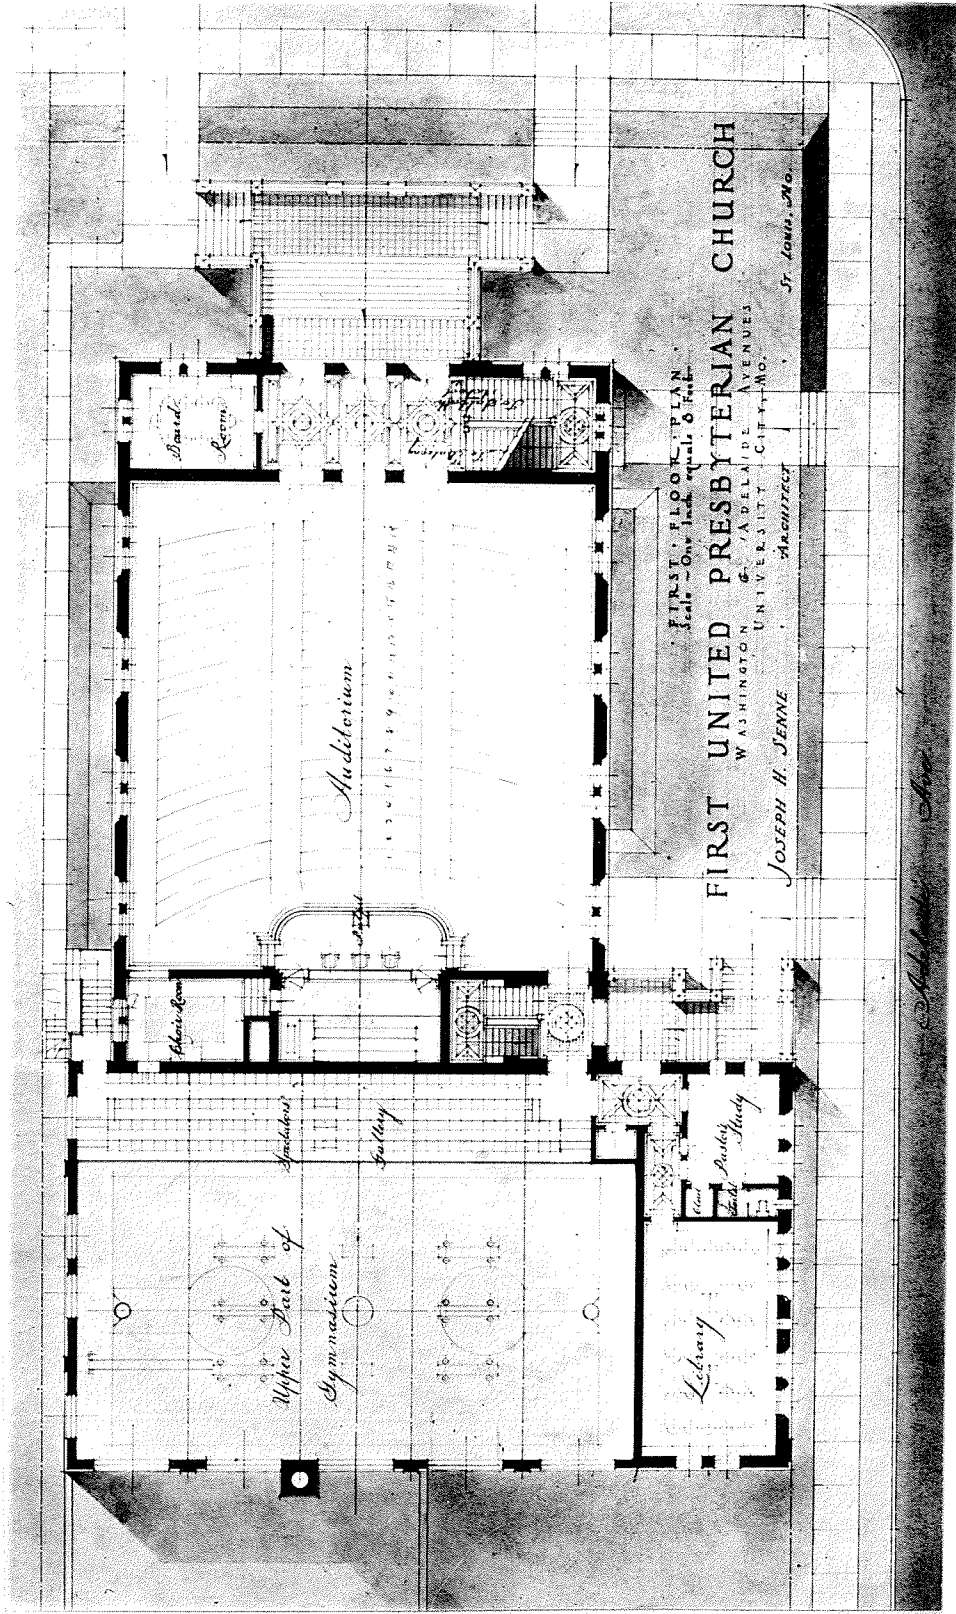 . FIRST . FLOOR . PLAN .
Scale - One Inch equals 8 Feet
FIRST UNITED PRESBYTERIAN CHURCH
WASHINGTON & ADELAIDE AVENUES
UNIVERSITY CITY, MO.
JOSEPH H. SENNE . ARCHITECT . ST. LOUIS, MO.
Board
Room
Auditorium
Pulpit
Choir Room
Spectators'
Gallery
Upper Part of
Gymnasium
Pastor's
Study
Toilet
Library
Ave